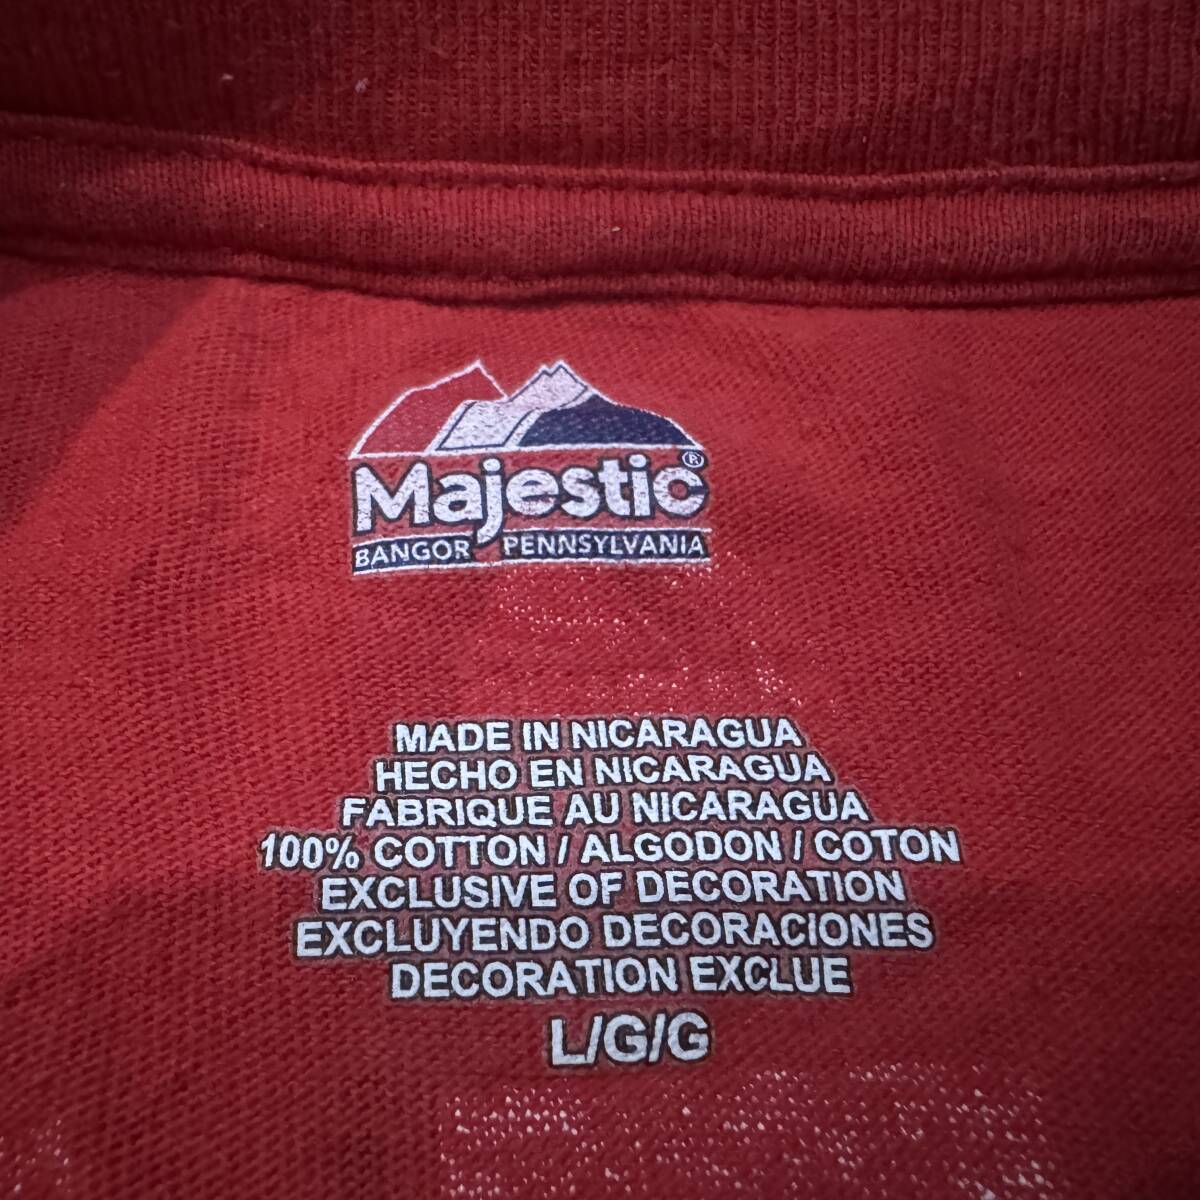 Majestic®
BANGOR PENNSYLVANIA
MADE IN NICARAGUA
HECHO EN NICARAGUA
FABRIQUE AU NICARAGUA
100% COTTON / ALGODON / COTON
EXCLUSIVE OF DECORATION
EXCLUYENDO DECORACIONES
DECORATION EXCLUE
L/G/G